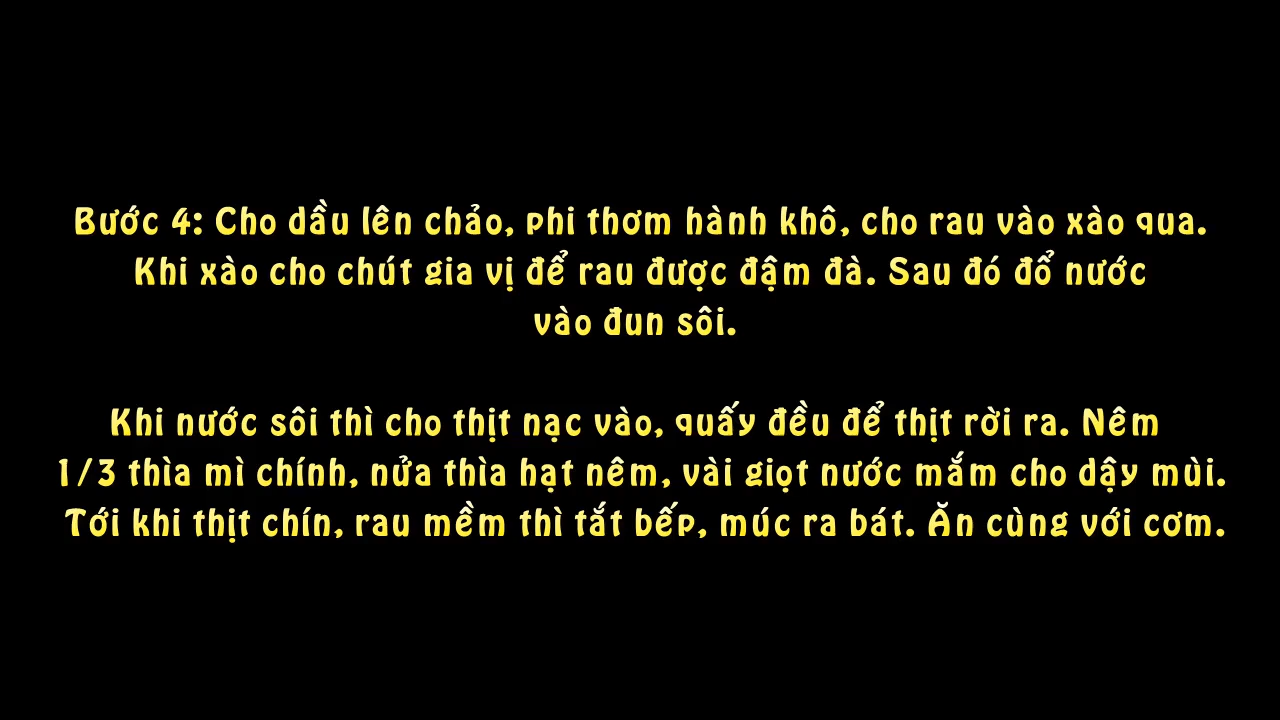 Bước 4: Cho dầu lên chảo, phi thơm hành khô, cho rau vào xào qua.
Khi xào cho chút gia vị để rau được đậm đà. Sau đó đổ nước
vào đun sôi.
Khi nước sôi thì cho thịt nạc vào, quấy đều để thịt rời ra. Nêm
1/3 thìa mì chính, nửa thìa hạt nêm, vài giọt nước mắm cho dậy mùi.
Tới khi thịt chín, rau mềm thì tắt bếp, múc ra bát. Ăn cùng với cơm.